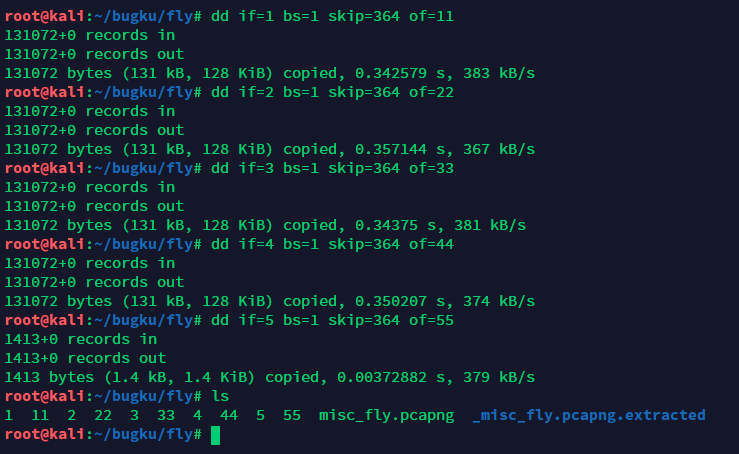 root@kali:~/bugku/fly# dd if=1 bs=1 skip=364 of=11
131072+0 records in
131072+0 records out
131072 bytes (131 kB, 128 KiB) copied, 0.342579 s, 383 kB/s
root@kali:~/bugku/fly# dd if=2 bs=1 skip=364 of=22
131072+0 records in
131072+0 records out
131072 bytes (131 kB, 128 KiB) copied, 0.357144 s, 367 kB/s
root@kali:~/bugku/fly# dd if=3 bs=1 skip=364 of=33
131072+0 records in
131072+0 records out
131072 bytes (131 kB, 128 KiB) copied, 0.34375 s, 381 kB/s
root@kali:~/bugku/fly# dd if=4 bs=1 skip=364 of=44
131072+0 records in
131072+0 records out
131072 bytes (131 kB, 128 KiB) copied, 0.350207 s, 374 kB/s
root@kali:~/bugku/fly# dd if=5 bs=1 skip=364 of=55
1413+0 records in
1413+0 records out
1413 bytes (1.4 kB, 1.4 KiB) copied, 0.00372882 s, 379 kB/s
root@kali:~/bugku/fly# ls
1  11  2  22  3  33  4  44  5  55  misc_fly.pcapng  _misc_fly.pcapng.extracted
root@kali:~/bugku/fly#